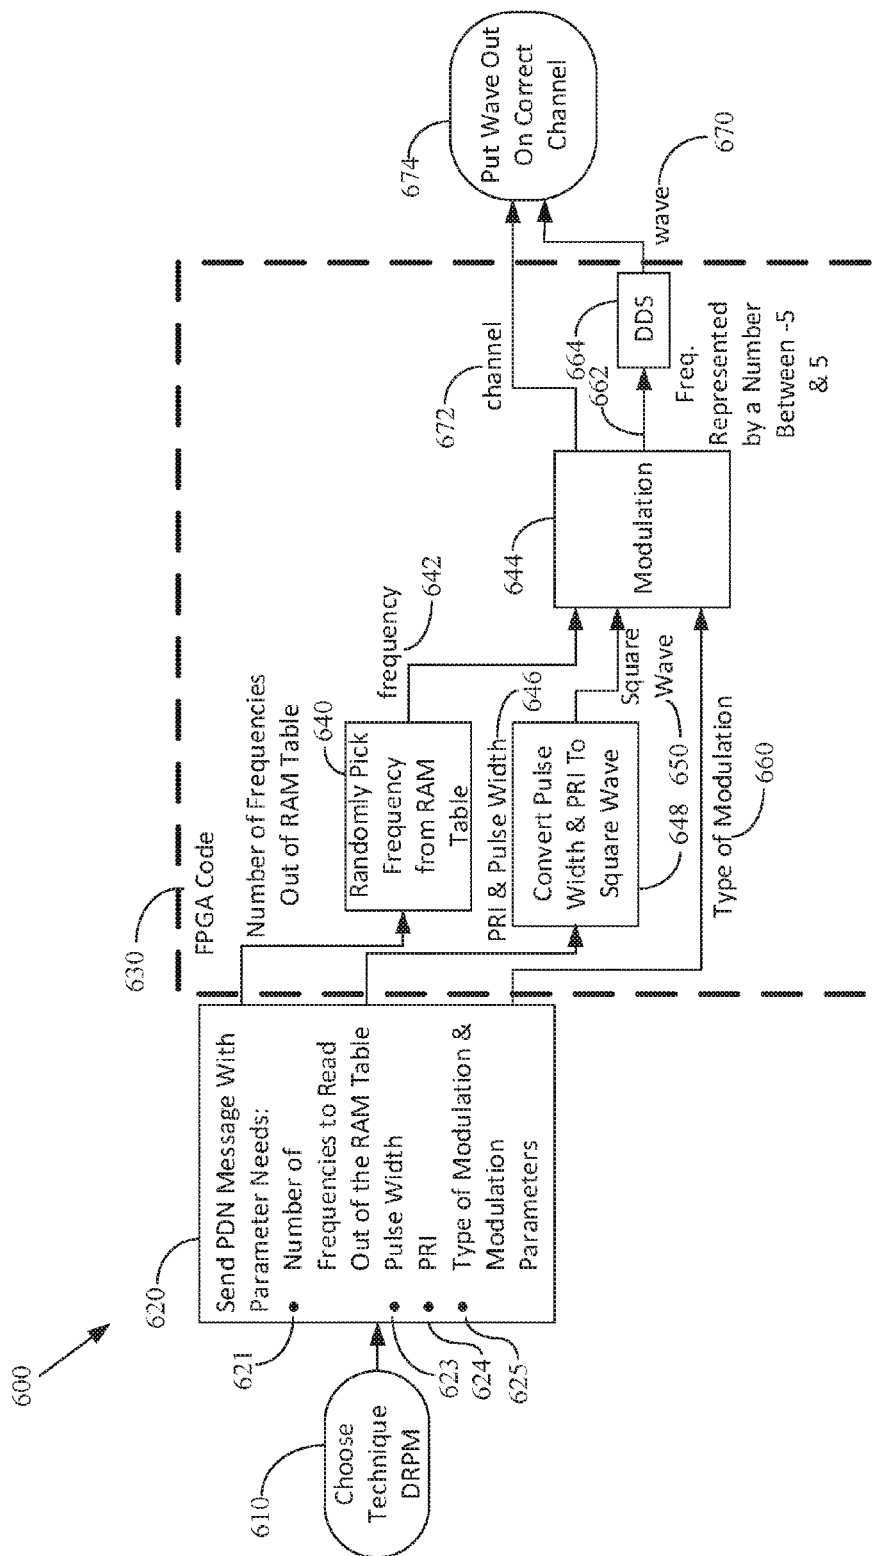 600
610
Choose
Technique
DRPM
620
Send PDN Message With
Parameter Needs:
621
• Number of
Frequencies to Read
Out of the RAM Table
623
• Pulse Width
624
• PRI
625
• Type of Modulation &
Modulation
Parameters
630
FPGA Code
Number of Frequencies
Out of RAM Table
640
Randomly Pick
Frequency
from RAM
Table
frequency
642
PRI & Pulse Width
646
Convert Pulse
Width & PRI To
Square Wave
648
Square
Wave
650
Type of Modulation
660
644
Modulation
672
channel
662
Freq.
Represented
by a Number
Between -5
& 5
664
DDS
wave
670
674
Put Wave Out
On Correct
Channel